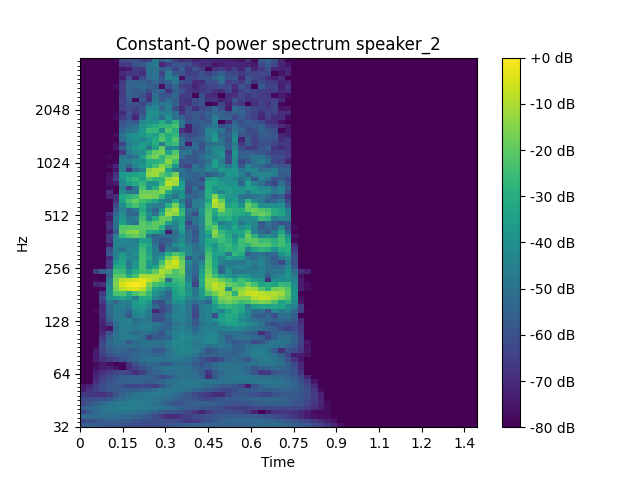 Constant-Q power spectrum speaker_2
Hz
2048
1024
512
256
128
64
32
0 0.15 0.3 0.45 0.6 0.75 0.9 1.1 1.2 1.4
Time
+0 dB
-10 dB
-20 dB
-30 dB
-40 dB
-50 dB
-60 dB
-70 dB
-80 dB